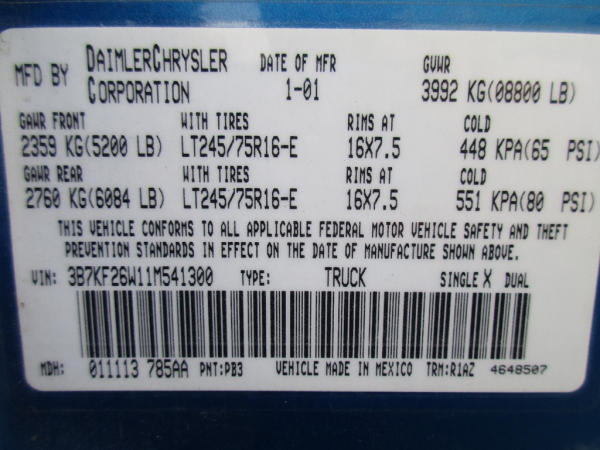 MFD BY DAIMLERCHRYSLER CORPORATION DATE OF MFR 1-01 GVWR 3992 KG(08800 LB)
GAWR FRONT WITH TIRES RIMS AT COLD
2359 KG(5200 LB) LT245/75R16-E 16X7.5 448 KPA(65 PSI)
GAWR REAR WITH TIRES RIMS AT COLD
2760 KG(6084 LB) LT245/75R16-E 16X7.5 551 KPA(80 PSI)
THIS VEHICLE CONFORMS TO ALL APPLICABLE FEDERAL MOTOR VEHICLE SAFETY AND THEFT
PREVENTION STANDARDS IN EFFECT ON THE DATE OF MANUFACTURE SHOWN ABOVE.
VIN: 3B7KF26W11M541300 TYPE: TRUCK SINGLE X DUAL
MDH: 011113 785AA PNT:PB3 VEHICLE MADE IN MEXICO TRM:R1AZ 4648507